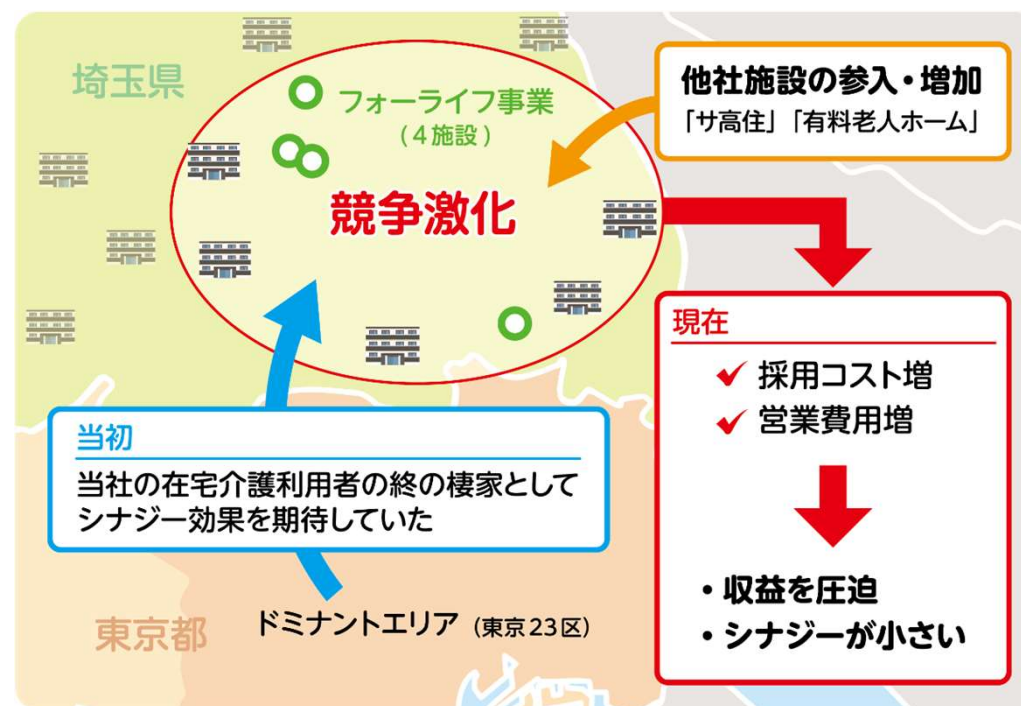 埼玉県
フォーライフ事業
(4施設)
競争激化
他社施設の参入・増加
「サ高住」「有料老人ホーム」
当初
当社の在宅介護利用者の終の棲家として
シナジー効果を期待していた
ドミナントエリア (東京23区)
東京都
現在
採用コスト増
営業費用増
・収益を圧迫
・シナジーが小さい